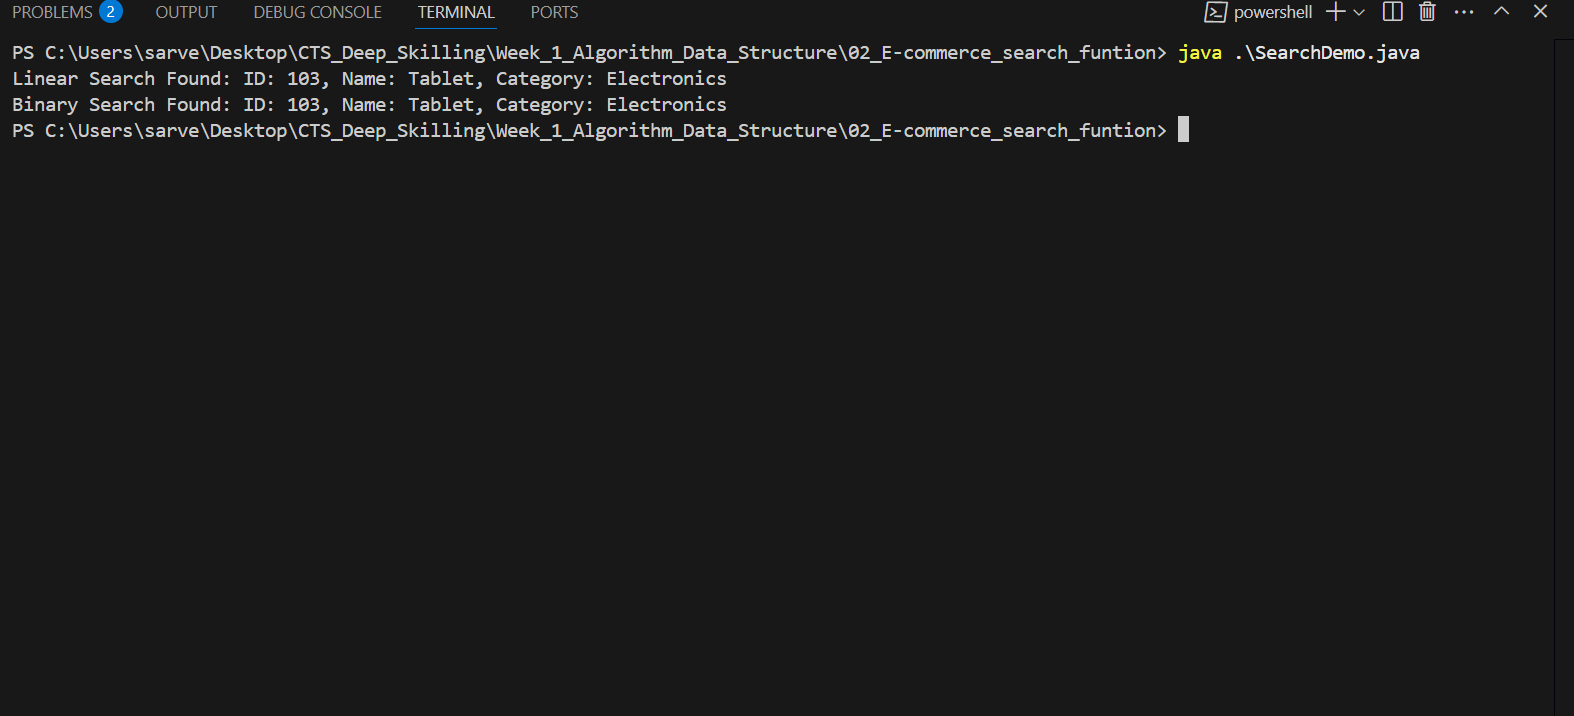 PROBLEMS 2 OUTPUT DEBUG CONSOLE TERMINAL PORTS powershell
PS C:\Users\sarve\Desktop\CTS_Deep_Skilling\Week_1_Algorithm_Data_Structure\02_E-commerce_search_funtion> java .\SearchDemo.java
Linear Search Found: ID: 103, Name: Tablet, Category: Electronics
Binary Search Found: ID: 103, Name: Tablet, Category: Electronics
PS C:\Users\sarve\Desktop\CTS_Deep_Skilling\Week_1_Algorithm_Data_Structure\02_E-commerce_search_funtion>